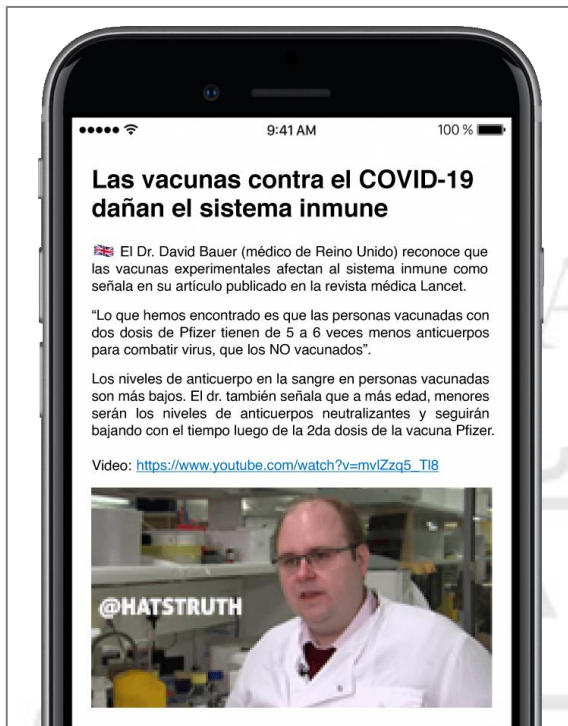 9:41 AM
100 %
Las vacunas contra el COVID-19
dañan el sistema inmune
🇬🇧 El Dr. David Bauer (médico de Reino Unido) reconoce que
las vacunas experimentales afectan al sistema inmune como
señala en su artículo publicado en la revista médica Lancet.
“Lo que hemos encontrado es que las personas vacunadas con
dos dosis de Pfizer tienen de 5 a 6 veces menos anticuerpos
para combatir virus, que los NO vacunados”.
Los niveles de anticuerpo en la sangre en personas vacunadas
son más bajos. El dr. también señala que a más edad, menores
serán los niveles de anticuerpos neutralizantes y seguirán
bajando con el tiempo luego de la 2da dosis de la vacuna Pfizer.
Video: https://www.youtube.com/watch?v=mvlZzq5_Tl8
@HATSTRUTH